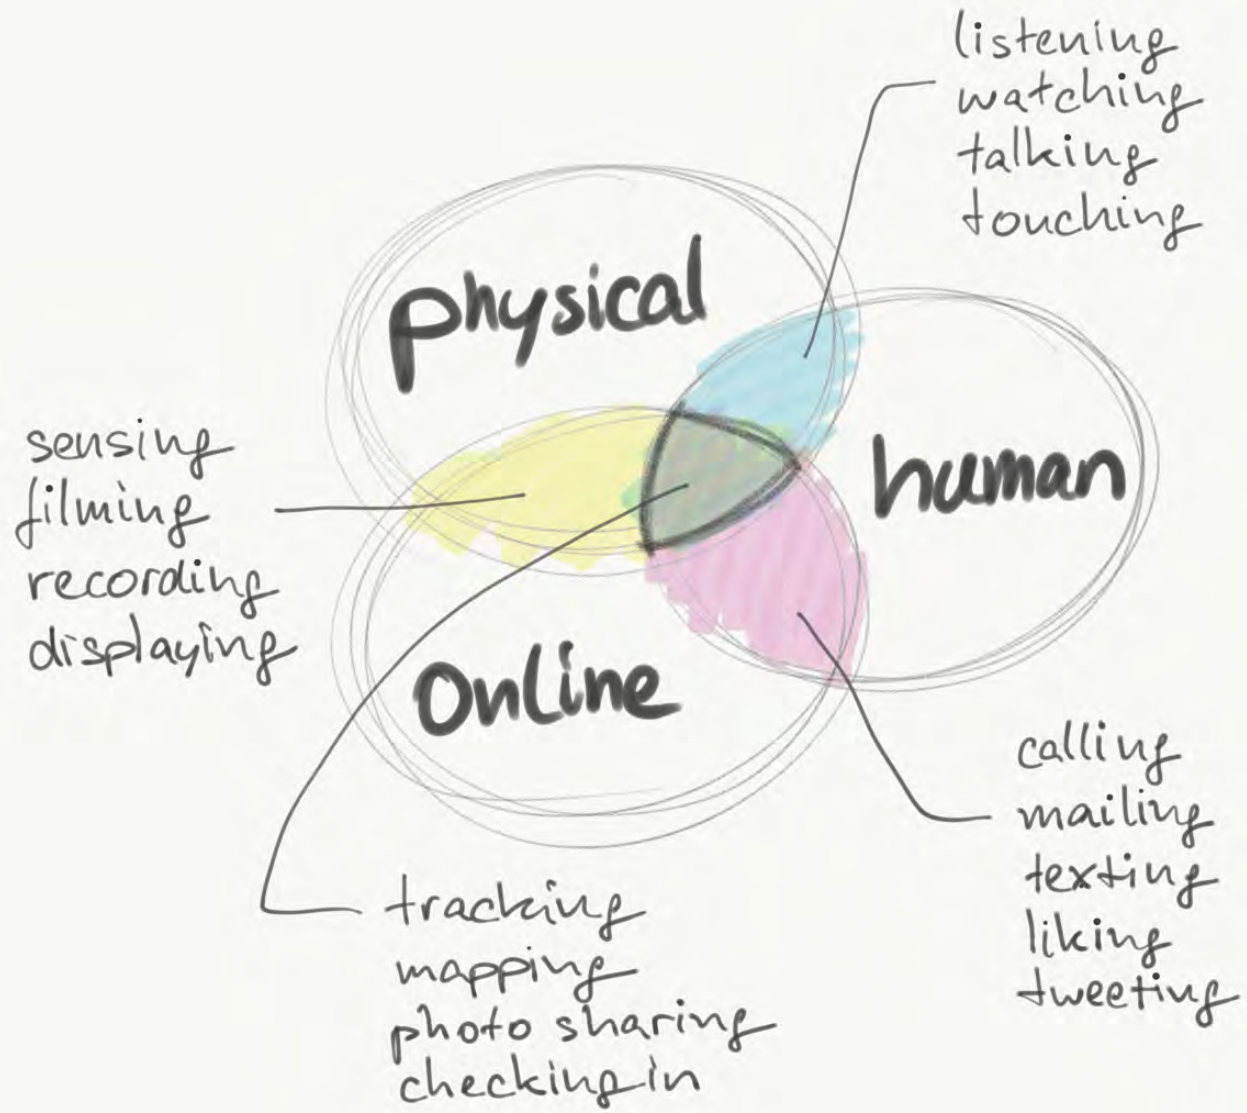 listening
watching
talking
touching
physical
human
sensing
filming
recording
displaying
Online
calling
mailing
texting
liking
tweeting
tracking
mapping
photo sharing
checking in